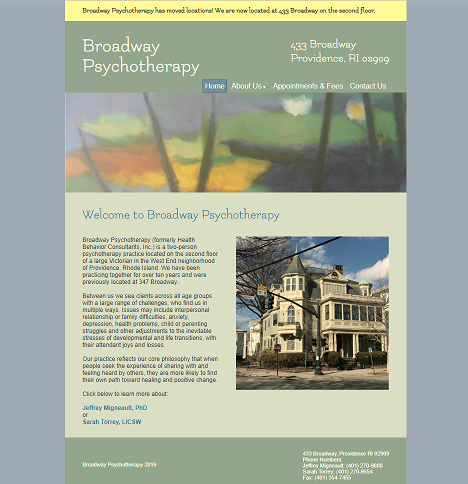 Broadway Psychotherapy has moved locations! We are now located at 433 Broadway on the second floor.
Broadway
Psychotherapy
433 Broadway
Providence, RI 02909
Home About Us Appointments & Fees Contact Us
Welcome to Broadway Psychotherapy
Broadway Psychotherapy (formerly Health
Behavior Consultants, Inc.) is a two-person
psychotherapy practice located on the second floor
of a large Victorian in the West End neighborhood
of Providence, Rhode Island. We have been
practicing together for over ten years and were
previously located at 347 Broadway.
Between us we see clients across all age groups
with a large range of challenges, who find us in
multiple ways. Issues may include interpersonal
relationship or family difficulties, anxiety,
depression, health problems, child or parenting
struggles and other adjustments to the inevitable
stresses of developmental and life transitions, with
their attendant joys and losses.
Our practice reflects our core philosophy that when
people seek the experience of sharing with and
feeling heard by others, they are more likely to find
their own path toward healing and positive change.
Click below to learn more about:
Jeffrey Migneault, PhD
or
Sarah Torrey, LICSW
Broadway Psychotherapy 2019
433 Broadway, Providence RI 02909
Phone Numbers:
Jeffrey Migneault: (401) 270-9808
Sarah Torrey: (401) 270-9554
Fax: (401) 354-7455